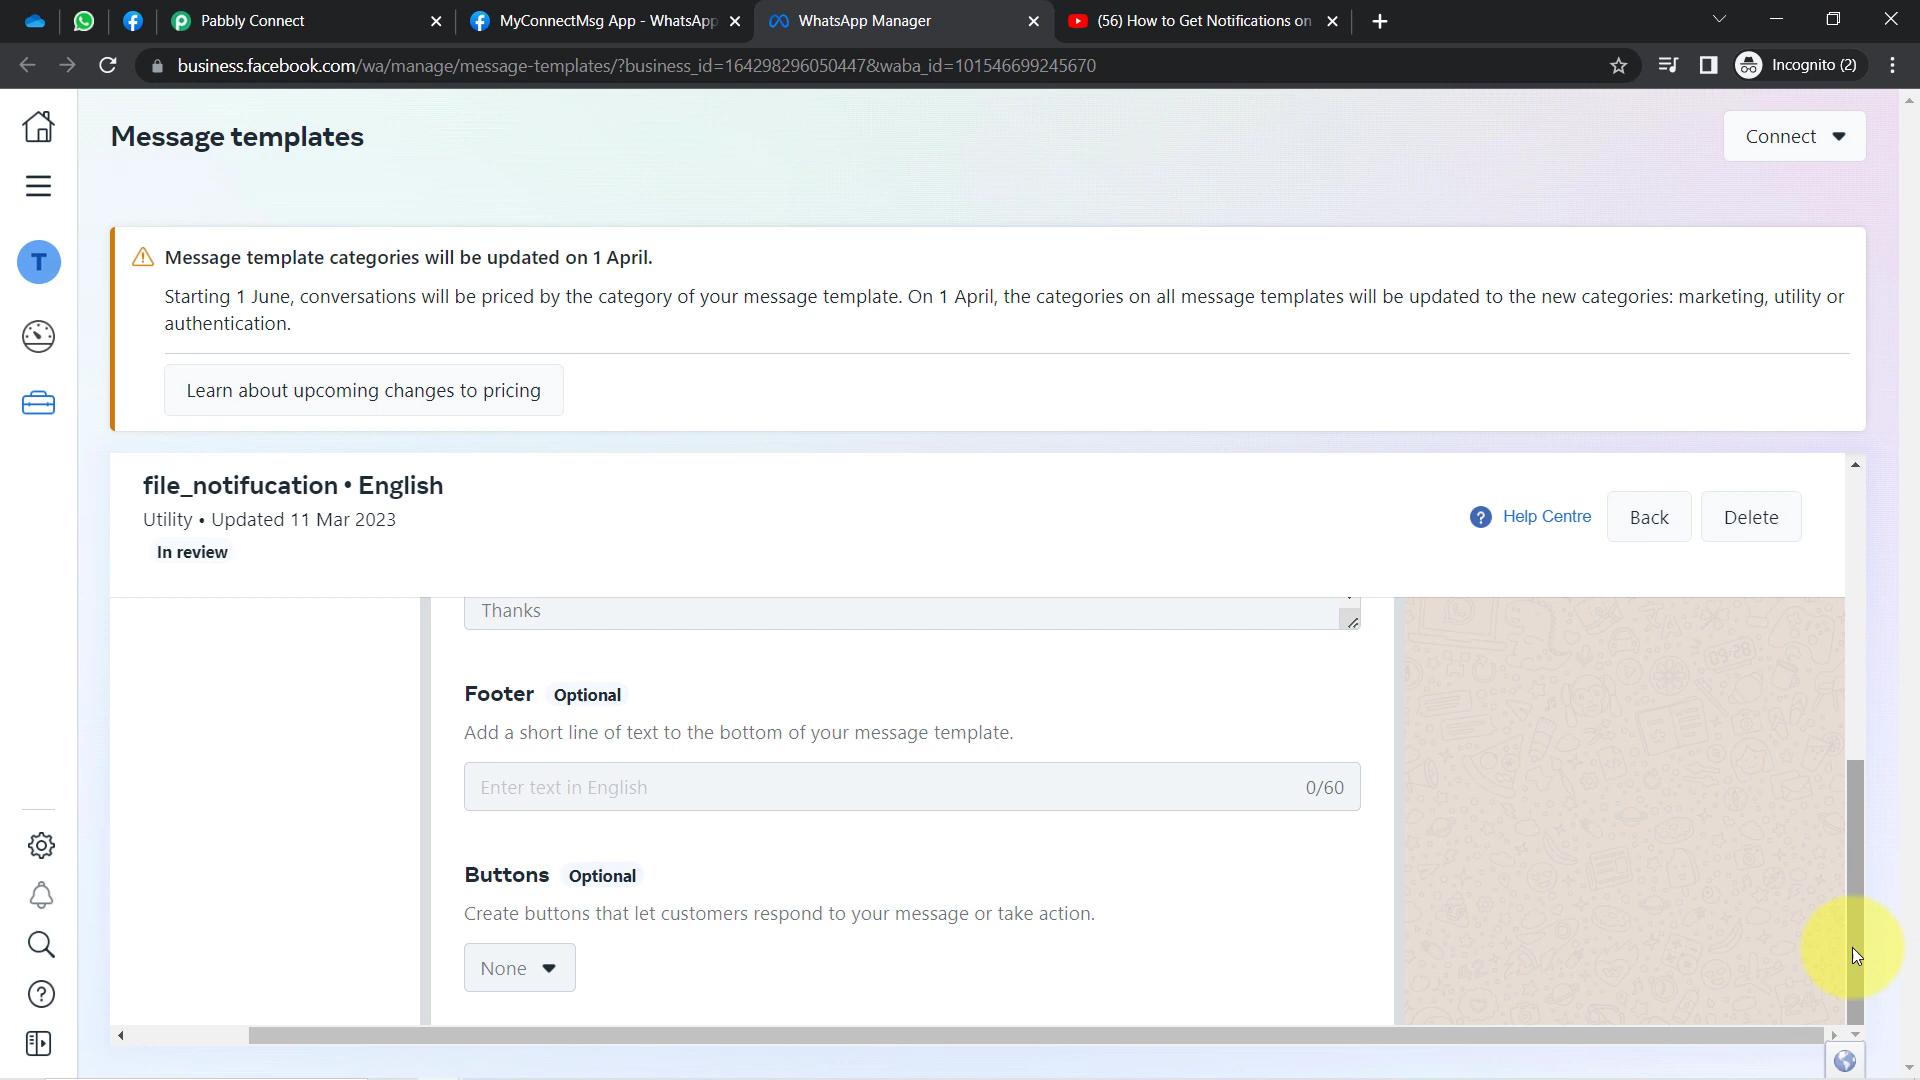 Pabbly Connect
MyConnectMsg App - WhatsApp
WhatsApp Manager
(56) How to Get Notifications on
business.facebook.com/wa/manage/message-templates/?business_id=164298296050447&waba_id=101546699245670
Incognito (2)
Message templates
Connect
T
Message template categories will be updated on 1 April.
Starting 1 June, conversations will be priced by the category of your message template. On 1 April, the categories on all message templates will be updated to the new categories: marketing, utility or
authentication.
Learn about upcoming changes to pricing
file_notifucation • English
Utility • Updated 11 Mar 2023
In review
Help Centre
Back
Delete
Thanks
Footer Optional
Add a short line of text to the bottom of your message template.
Enter text in English
0/60
Buttons Optional
Create buttons that let customers respond to your message or take action.
None